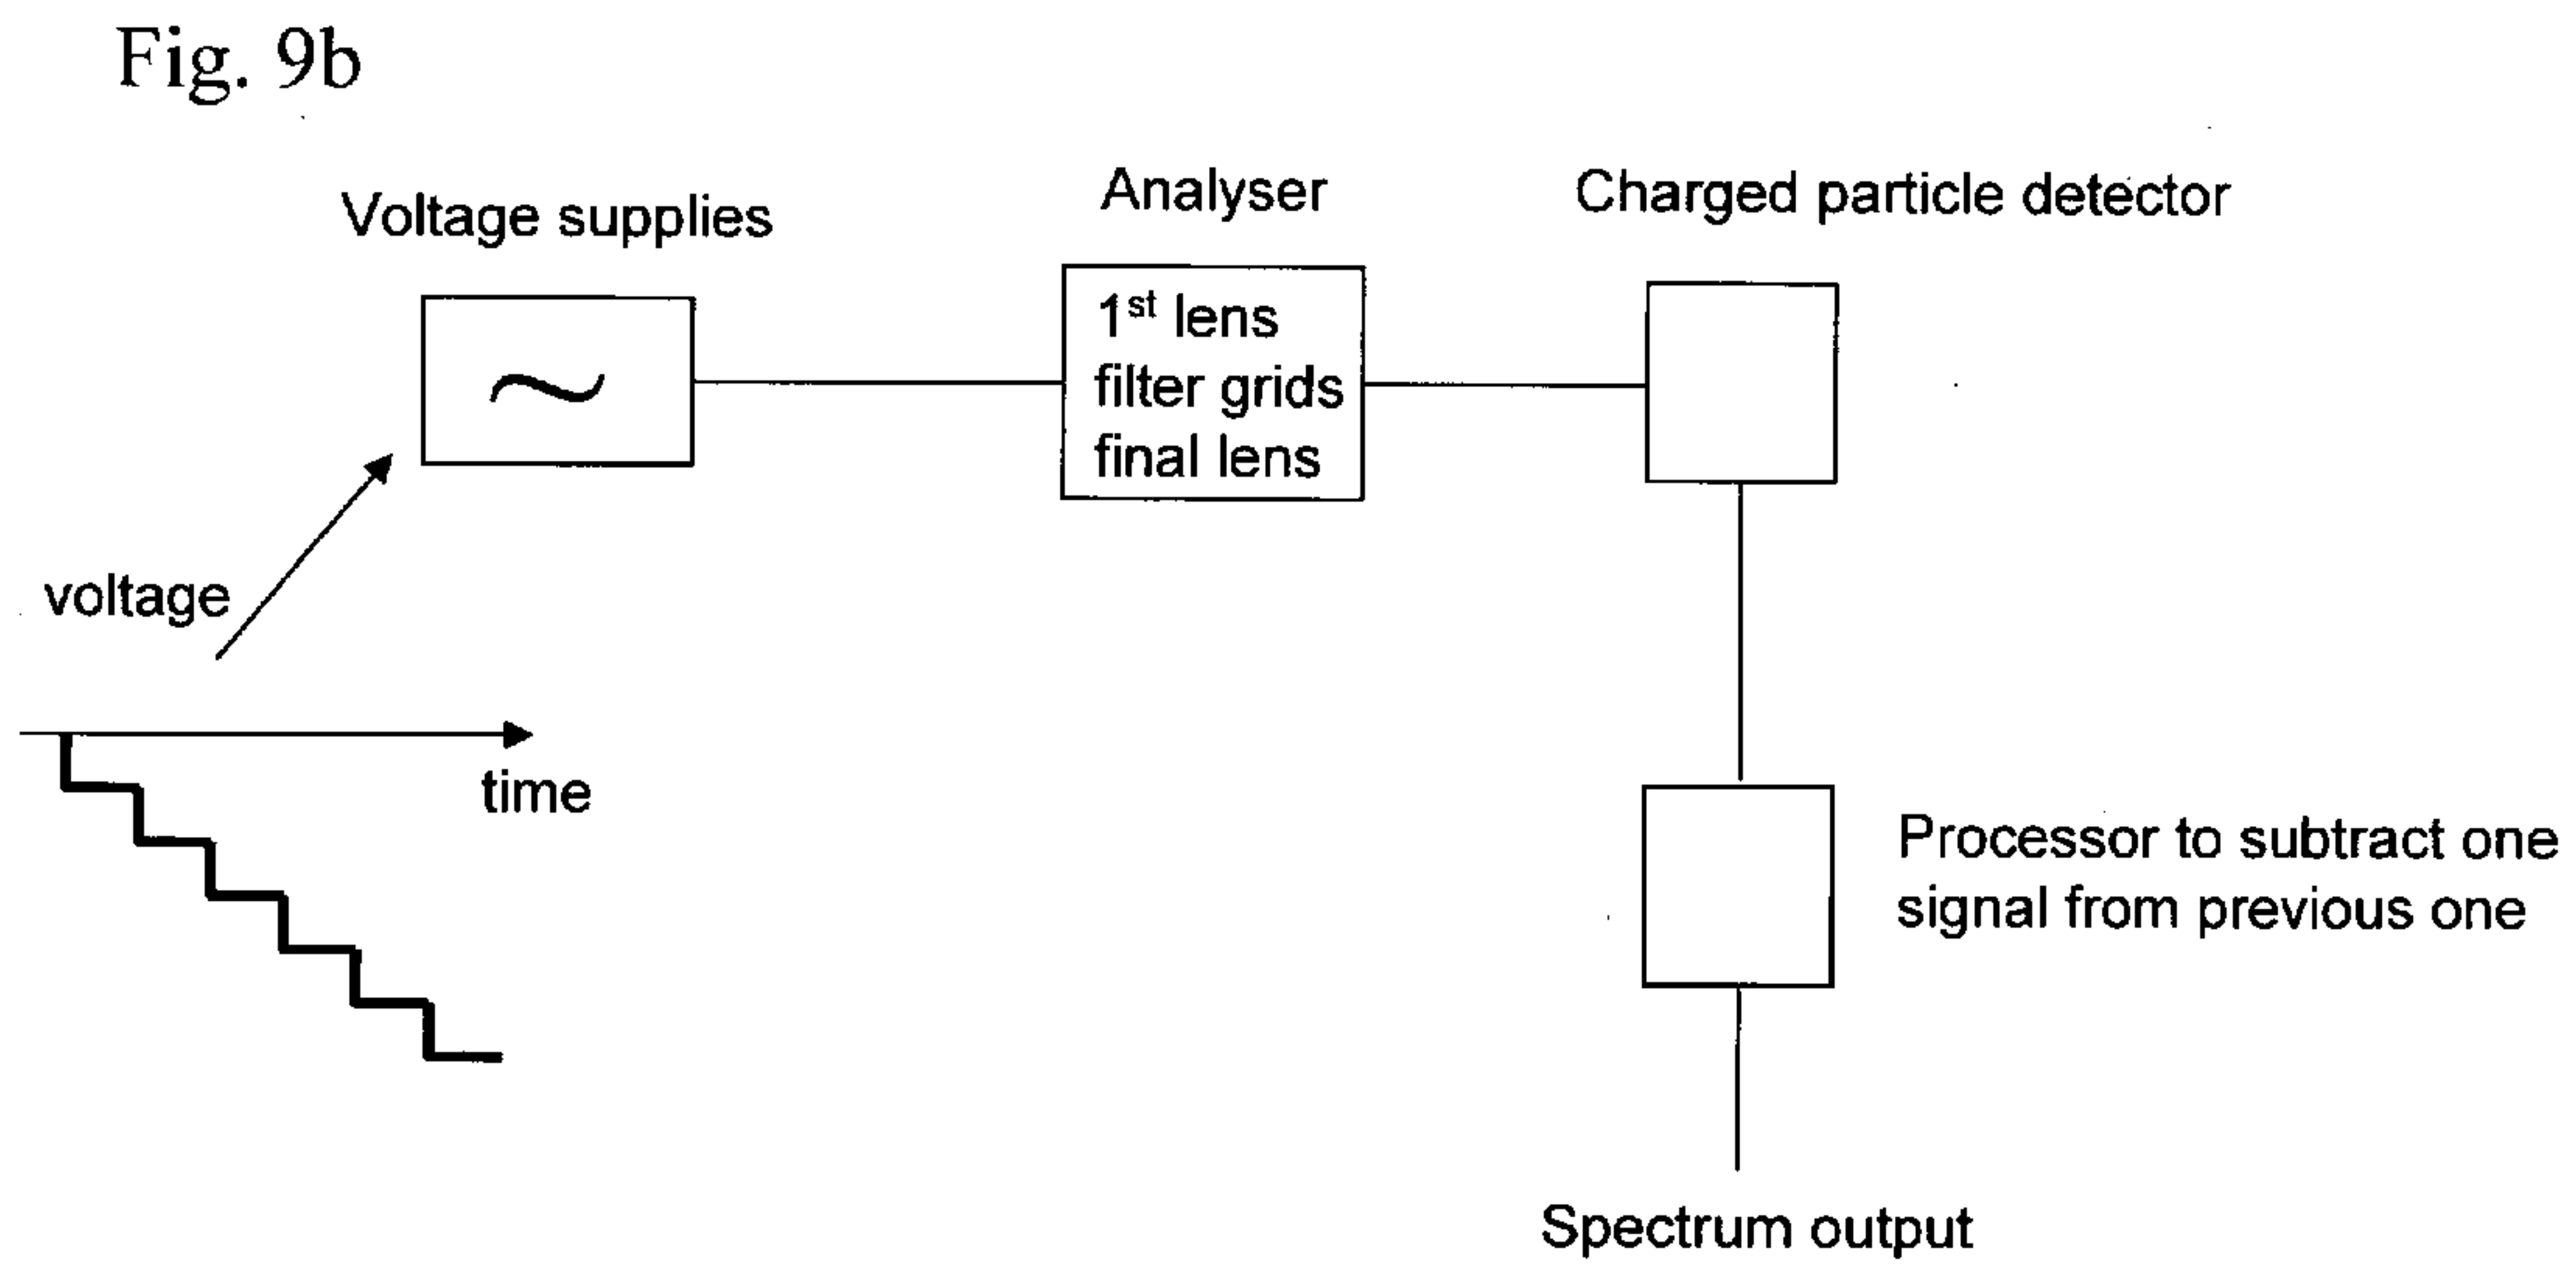 Fig. 9b
Voltage supplies
Analyser
Charged particle detector
~
1st lens
filter grids
final lens
voltage
time
Processor to subtract one
signal from previous one
Spectrum output